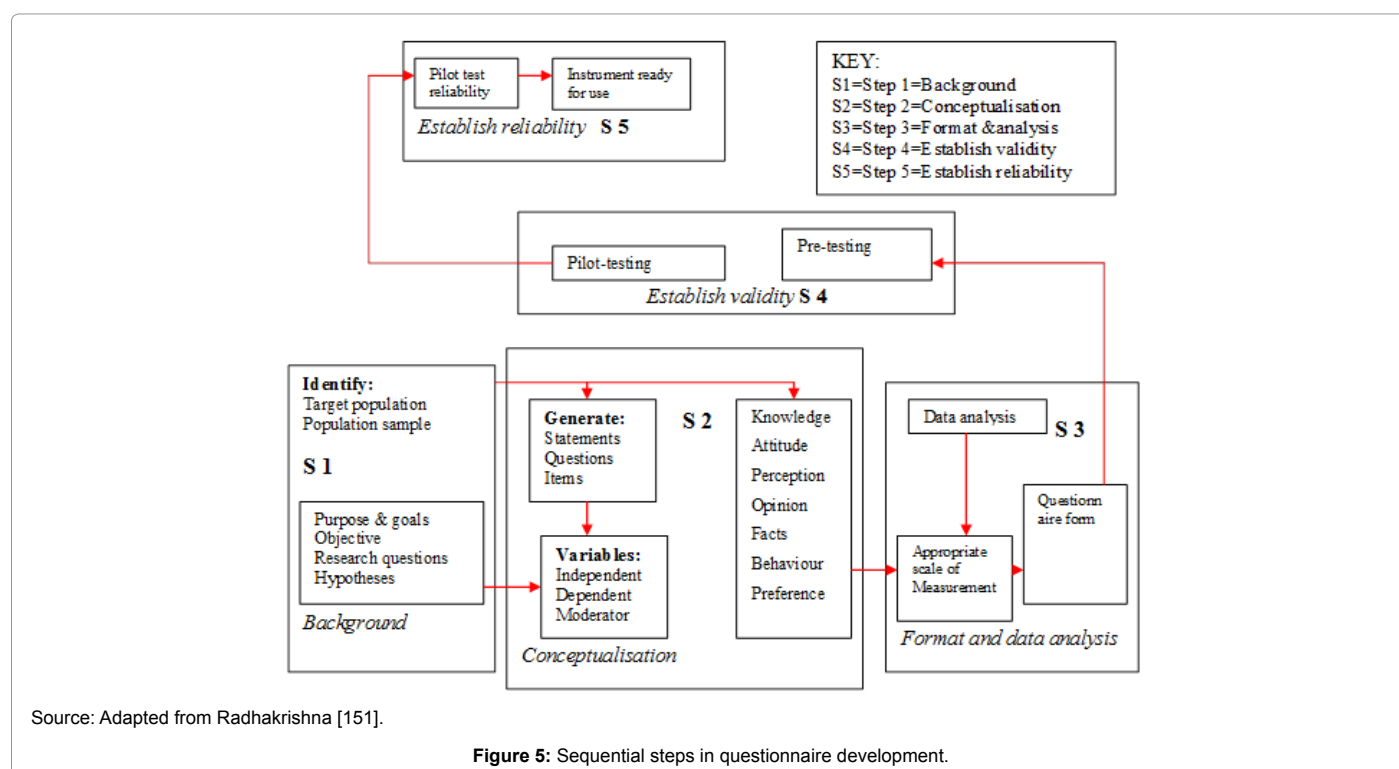 Pilot test
reliability
Instrument ready
for use
Establish reliability S 5
KEY:
S1=Step 1=Background
S2=Step 2=Conceptualisation
S3=Step 3=Format &analysis
S4=Step 4=Establish validity
S5=Step 5=Establish reliability
Pilot-testing
Pre-testing
Establish validity S 4
Identify:
Target population
Population sample
S 1
Purpose & goals
Objective
Research questions
Hypotheses
Background
Generate:
Statements
Questions
Items
S 2
Variables:
Independent
Dependent
Moderator
Conceptualisation
Knowledge
Attitude
Perception
Opinion
Facts
Behaviour
Preference
Data analysis
S 3
Appropriate
scale of
Measurement
Questionn
aire form
Format and data analysis
Source: Adapted from Radhakrishna [151].
Figure 5: Sequential steps in questionnaire development.